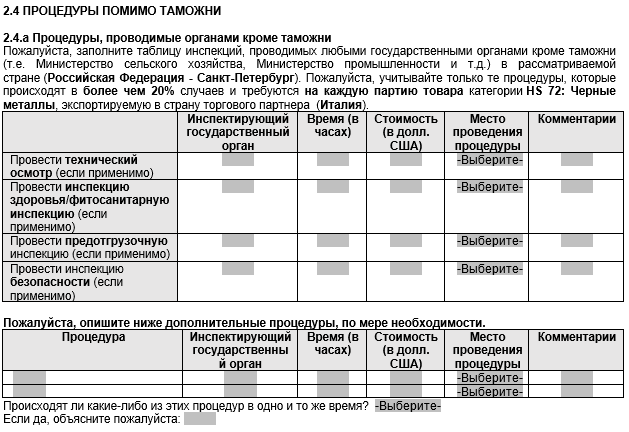 2.4 ПРОЦЕДУРЫ ПОМИМО ТАМОЖНИ
2.4.а Процедуры, проводимые органами кроме таможни
Пожалуйста, заполните таблицу инспекций, проводимых любыми государственными органами кроме таможни
(т.е. Министерство сельского хозяйства, Министерство промышленности и т.д.) в рассматриваемой
стране (Российская Федерация - Санкт-Петербург). Пожалуйста, учитывайте только те процедуры, которые
происходят в более чем 20% случаев и требуются на каждую партию товара категории HS 72: Черные
металлы, экспортируемую в страну торгового партнера (Италия).
Инспектирующий государственный орган Время (в часах) Стоимость (в долл. США) Место проведения процедуры Комментарии
Провести технический
осмотр (если применимо) -Выберите-
Провести инспекцию
здоровья/фитосанитарную
инспекцию (если
применимо) -Выберите-
Провести предотгрузочную
инспекцию (если применимо) -Выберите-
Провести инспекцию
безопасности (если
применимо) -Выберите-
Пожалуйста, опишите ниже дополнительные процедуры, по мере необходимости.
Процедура Инспектирующий государственный орган Время (в часах) Стоимость (в долл. США) Место проведения процедуры Комментарии
-Выберите-
-Выберите-
Происходят ли какие-либо из этих процедур в одно и то же время? -Выберите-
Если да, объясните пожалуйста: